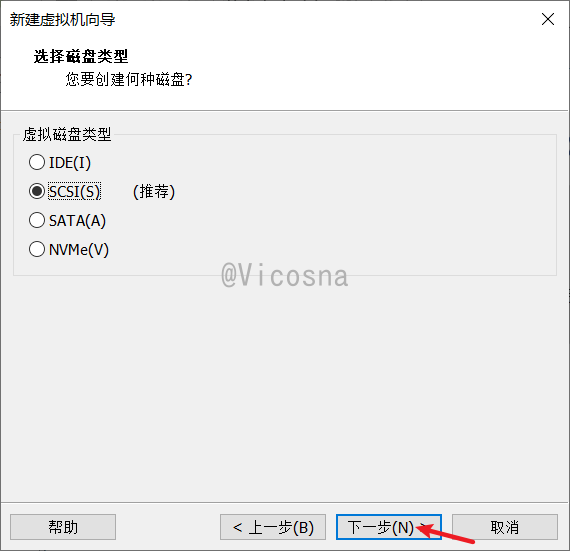 新建虚拟机向导
选择磁盘类型
您要创建何种磁盘?
虚拟磁盘类型
IDE(I)
SCSI(S) (推荐)
SATA(A)
NVMe(V)
@Vicosna
帮助 < 上一步(B) 下一步(N) > 取消